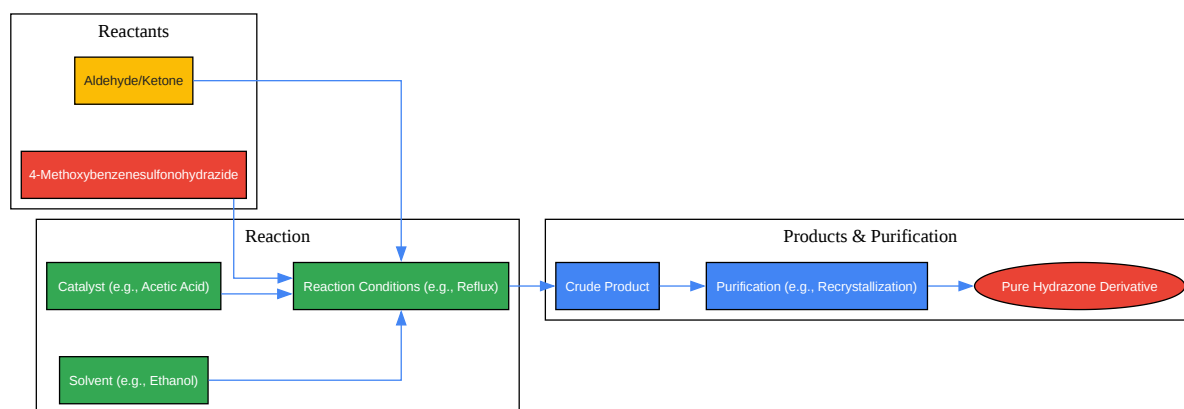 Reactants
Aldehyde/Ketone
4-Methoxybenzenesulfonohydrazide
Reaction
Catalyst (e.g., Acetic Acid)
Reaction Conditions (e.g., Reflux)
Solvent (e.g., Ethanol)
Products & Purification
Crude Product
Purification (e.g., Recrystallization)
Pure Hydrazone Derivative